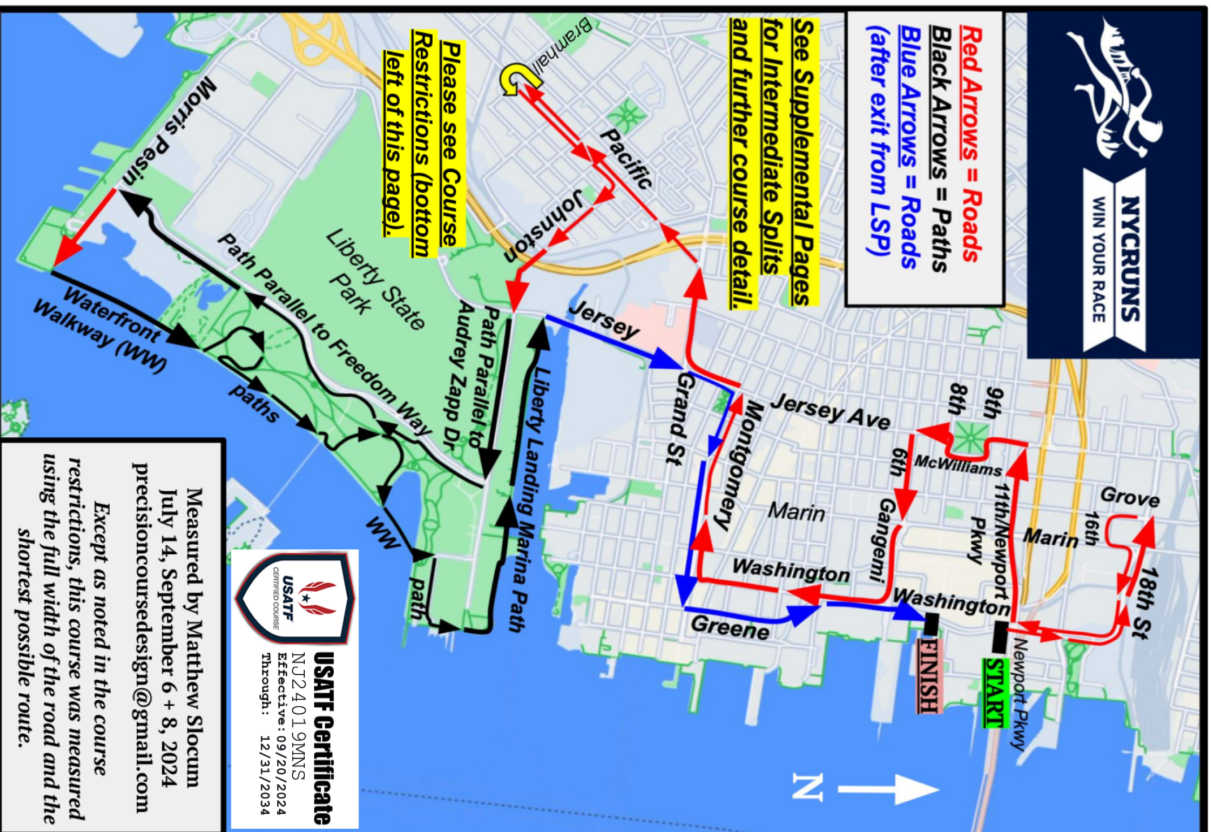 NYCRUNS
WIN YOUR RACE
Red Arrows = Roads
Black Arrows = Paths
Blue Arrows = Roads
(after exit from LSP)
See Supplemental Pages
for Intermediate Splits
and further course detail.
Please see Course
Restrictions (bottom
left of this page).
Bramhall
Pacific
Johnston
Morris Pesin
Liberty State
Park
Path Parallel to
Audrey Zapp Dr
Path Parallel to Freedom Way
Waterfront
Walkway (WW)
paths
WW
path
Liberty Landing Marina Path
Jersey
Grand St
Montgomery
Jersey Ave
9th
8th
McWilliams
6th
Gangemi
11th/Newport
Pkwy
Marin
Marin
Grove
16th
18th St
Washington
Washington
Greene
Newport Pkwy
START
FINISH
N
USATF
CERTIFIED COURSE
USATF Certificate
NJ24019MNS
Effective: 09/20/2024
Through: 12/31/2034
Measured by Matthew Slocum
July 14, September 6 + 8, 2024
precisioncoursedesign@gmail.com
Except as noted in the course
restrictions, this course was measured
using the full width of the road and the
shortest possible route.